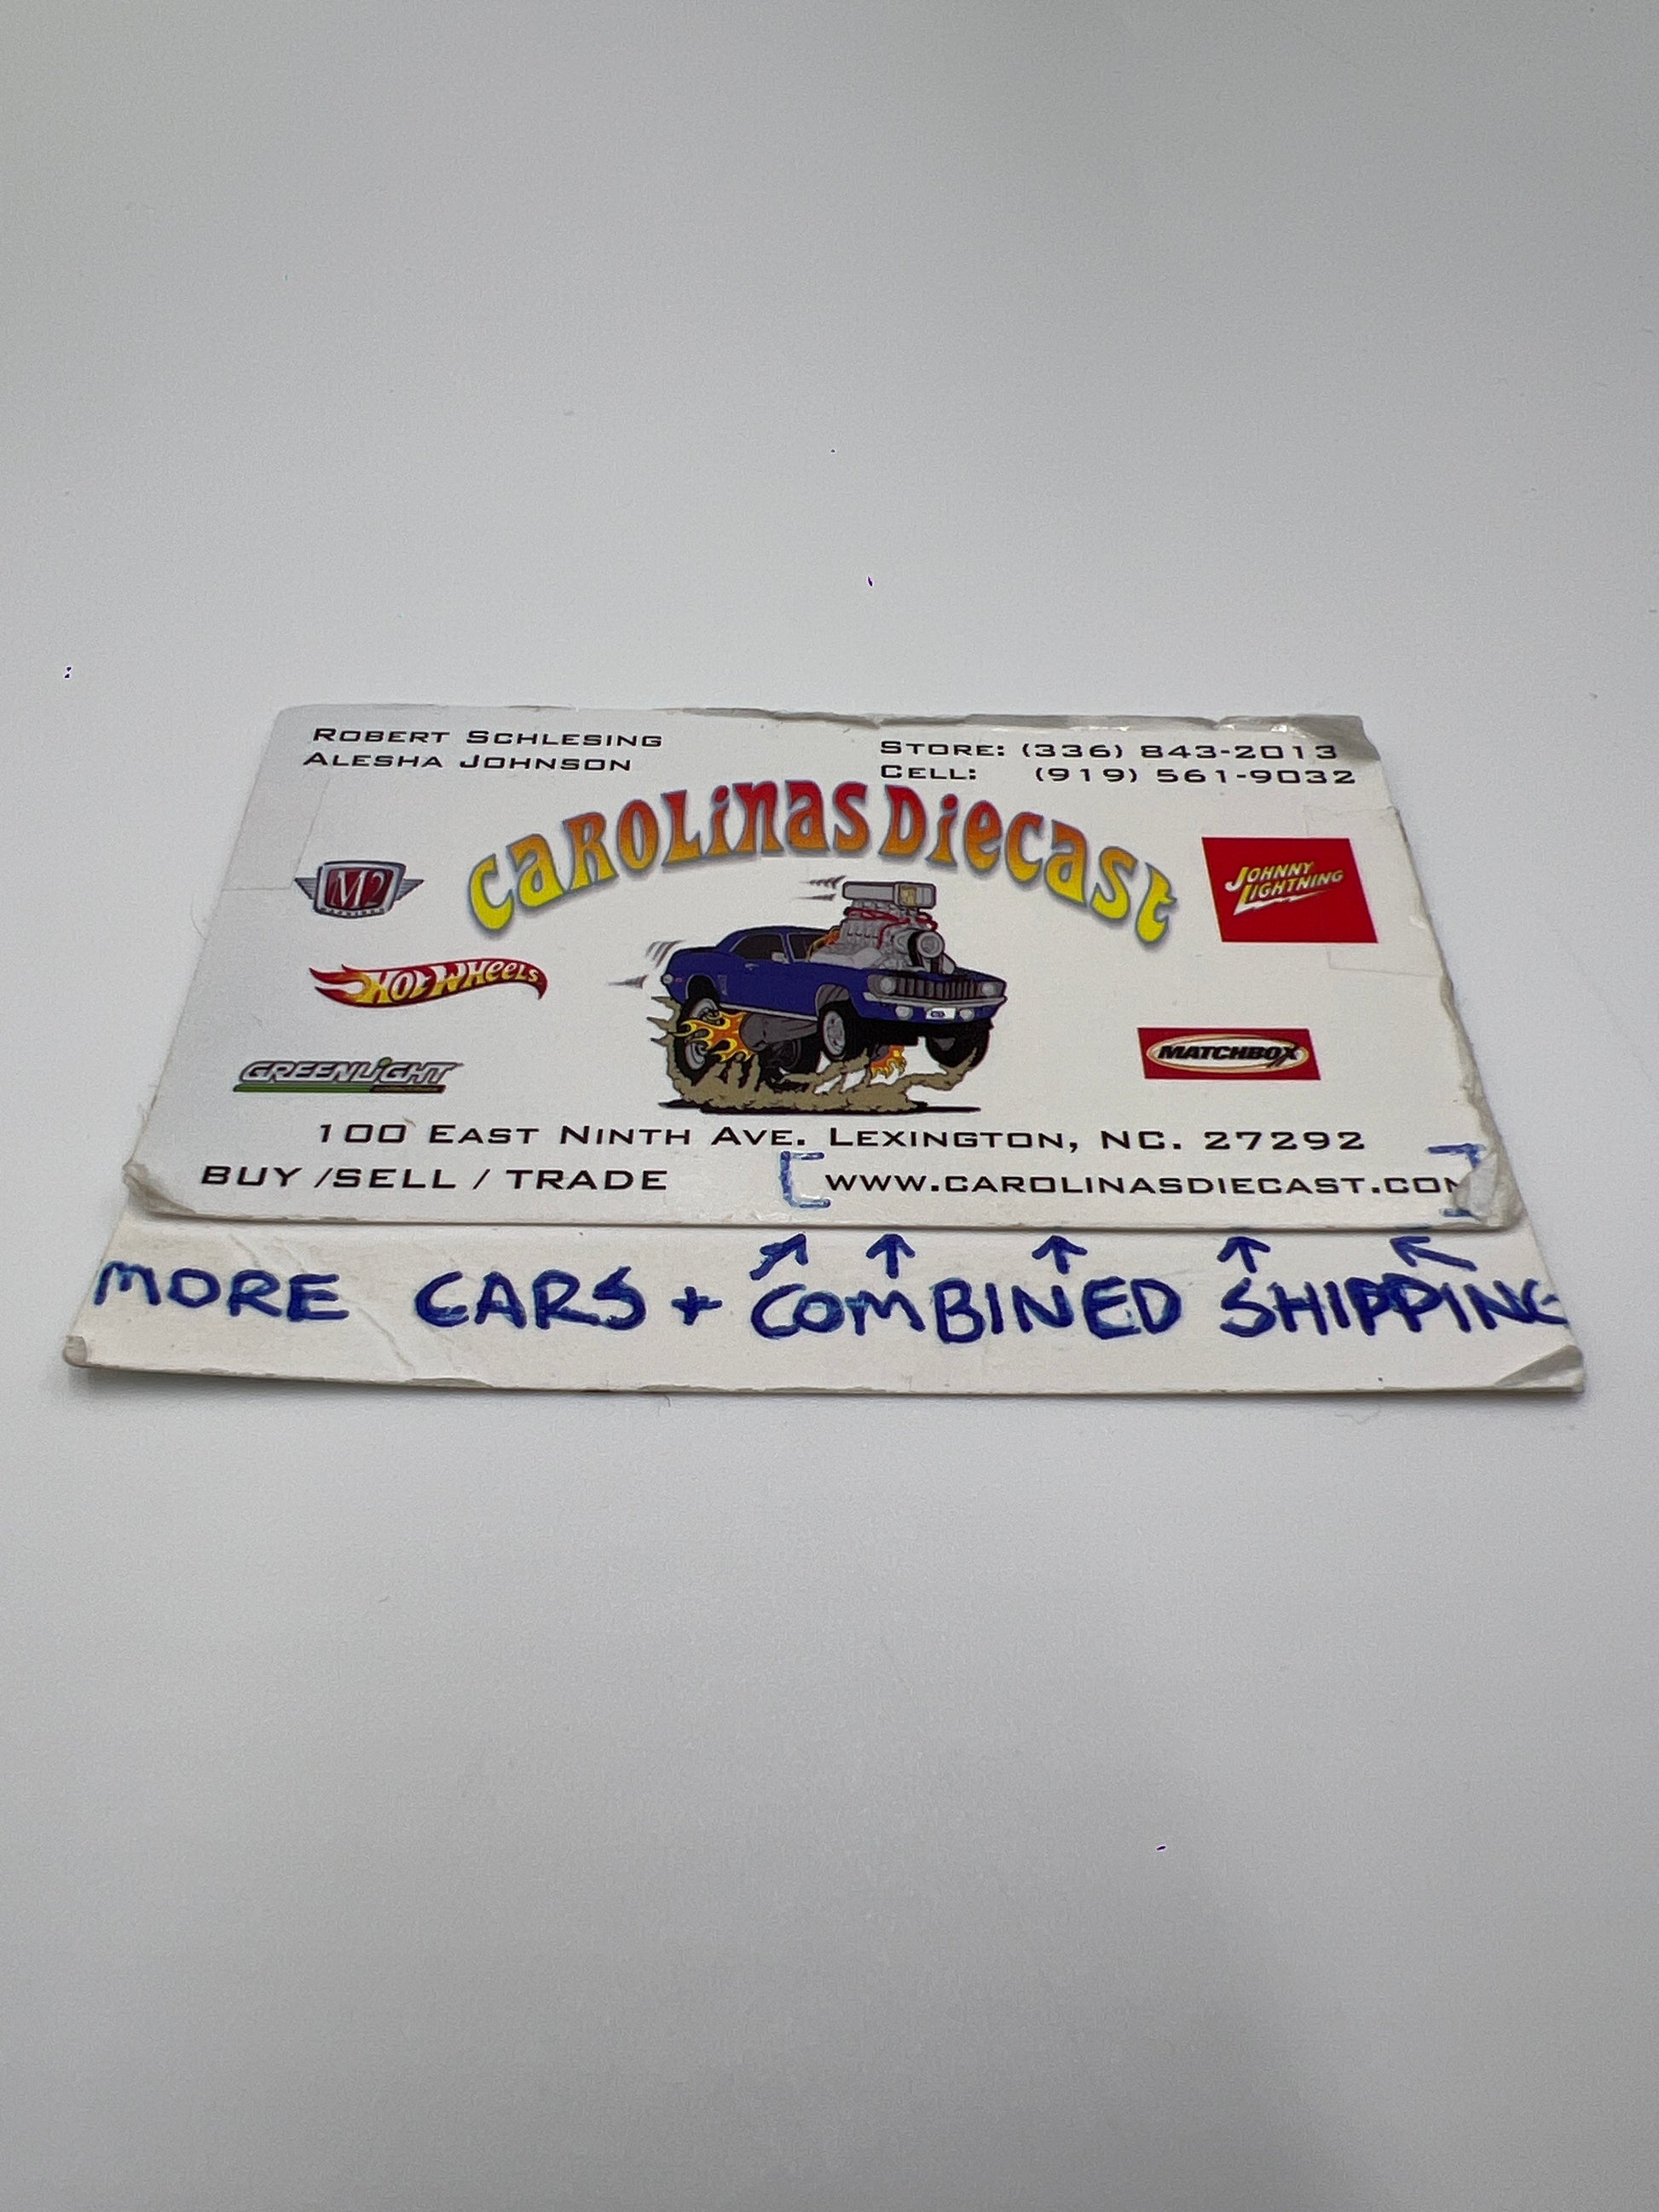 ROBERT SCHLESING
ALESHA JOHNSON
STORE: (336) 843-2013
CELL: (919) 561-9032
CAROLiNAS DiECAST
M2
JOHNNY
LIGHTNING
HOT WHEELS
MATCHBOX
GREENLiGHT
100 EAST NINTH AVE. LEXINGTON, NC. 27292
BUY /SELL / TRADE
[WWW.CAROLINASDIECAST.COM]
MORE CARS + COMBINED SHIPPING